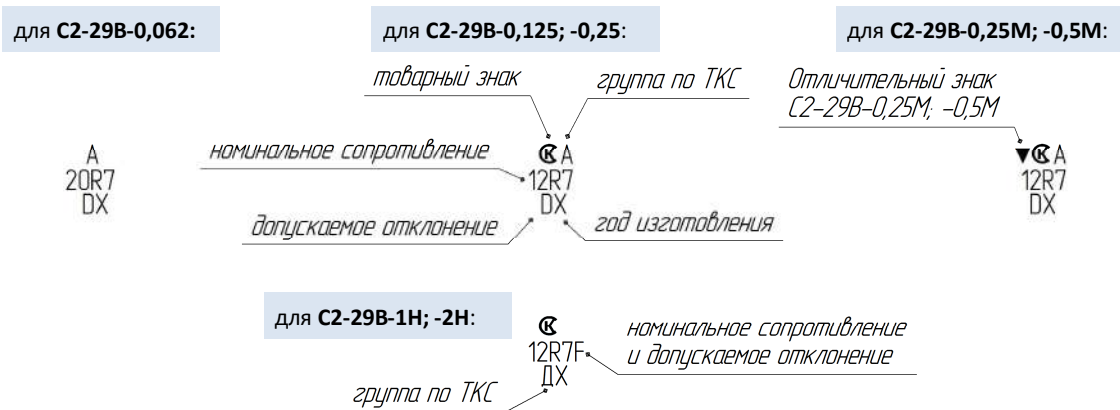 для С2-29В-0,062:
для С2-29В-0,125; -0,25:
для С2-29В-0,25М; -0,5М:
А
20R7
DX
товарный знак
группа по ТКС
номинальное сопротивление
К А
12R7
DX
допускаемое отклонение
год изготовления
Отличительный знак
С2-29В-0,25М; -0,5М
▼К А
12R7
DX
для С2-29В-1Н; -2Н:
К
12R7F
ДХ
номинальное сопротивление
и допускаемое отклонение
группа по ТКС